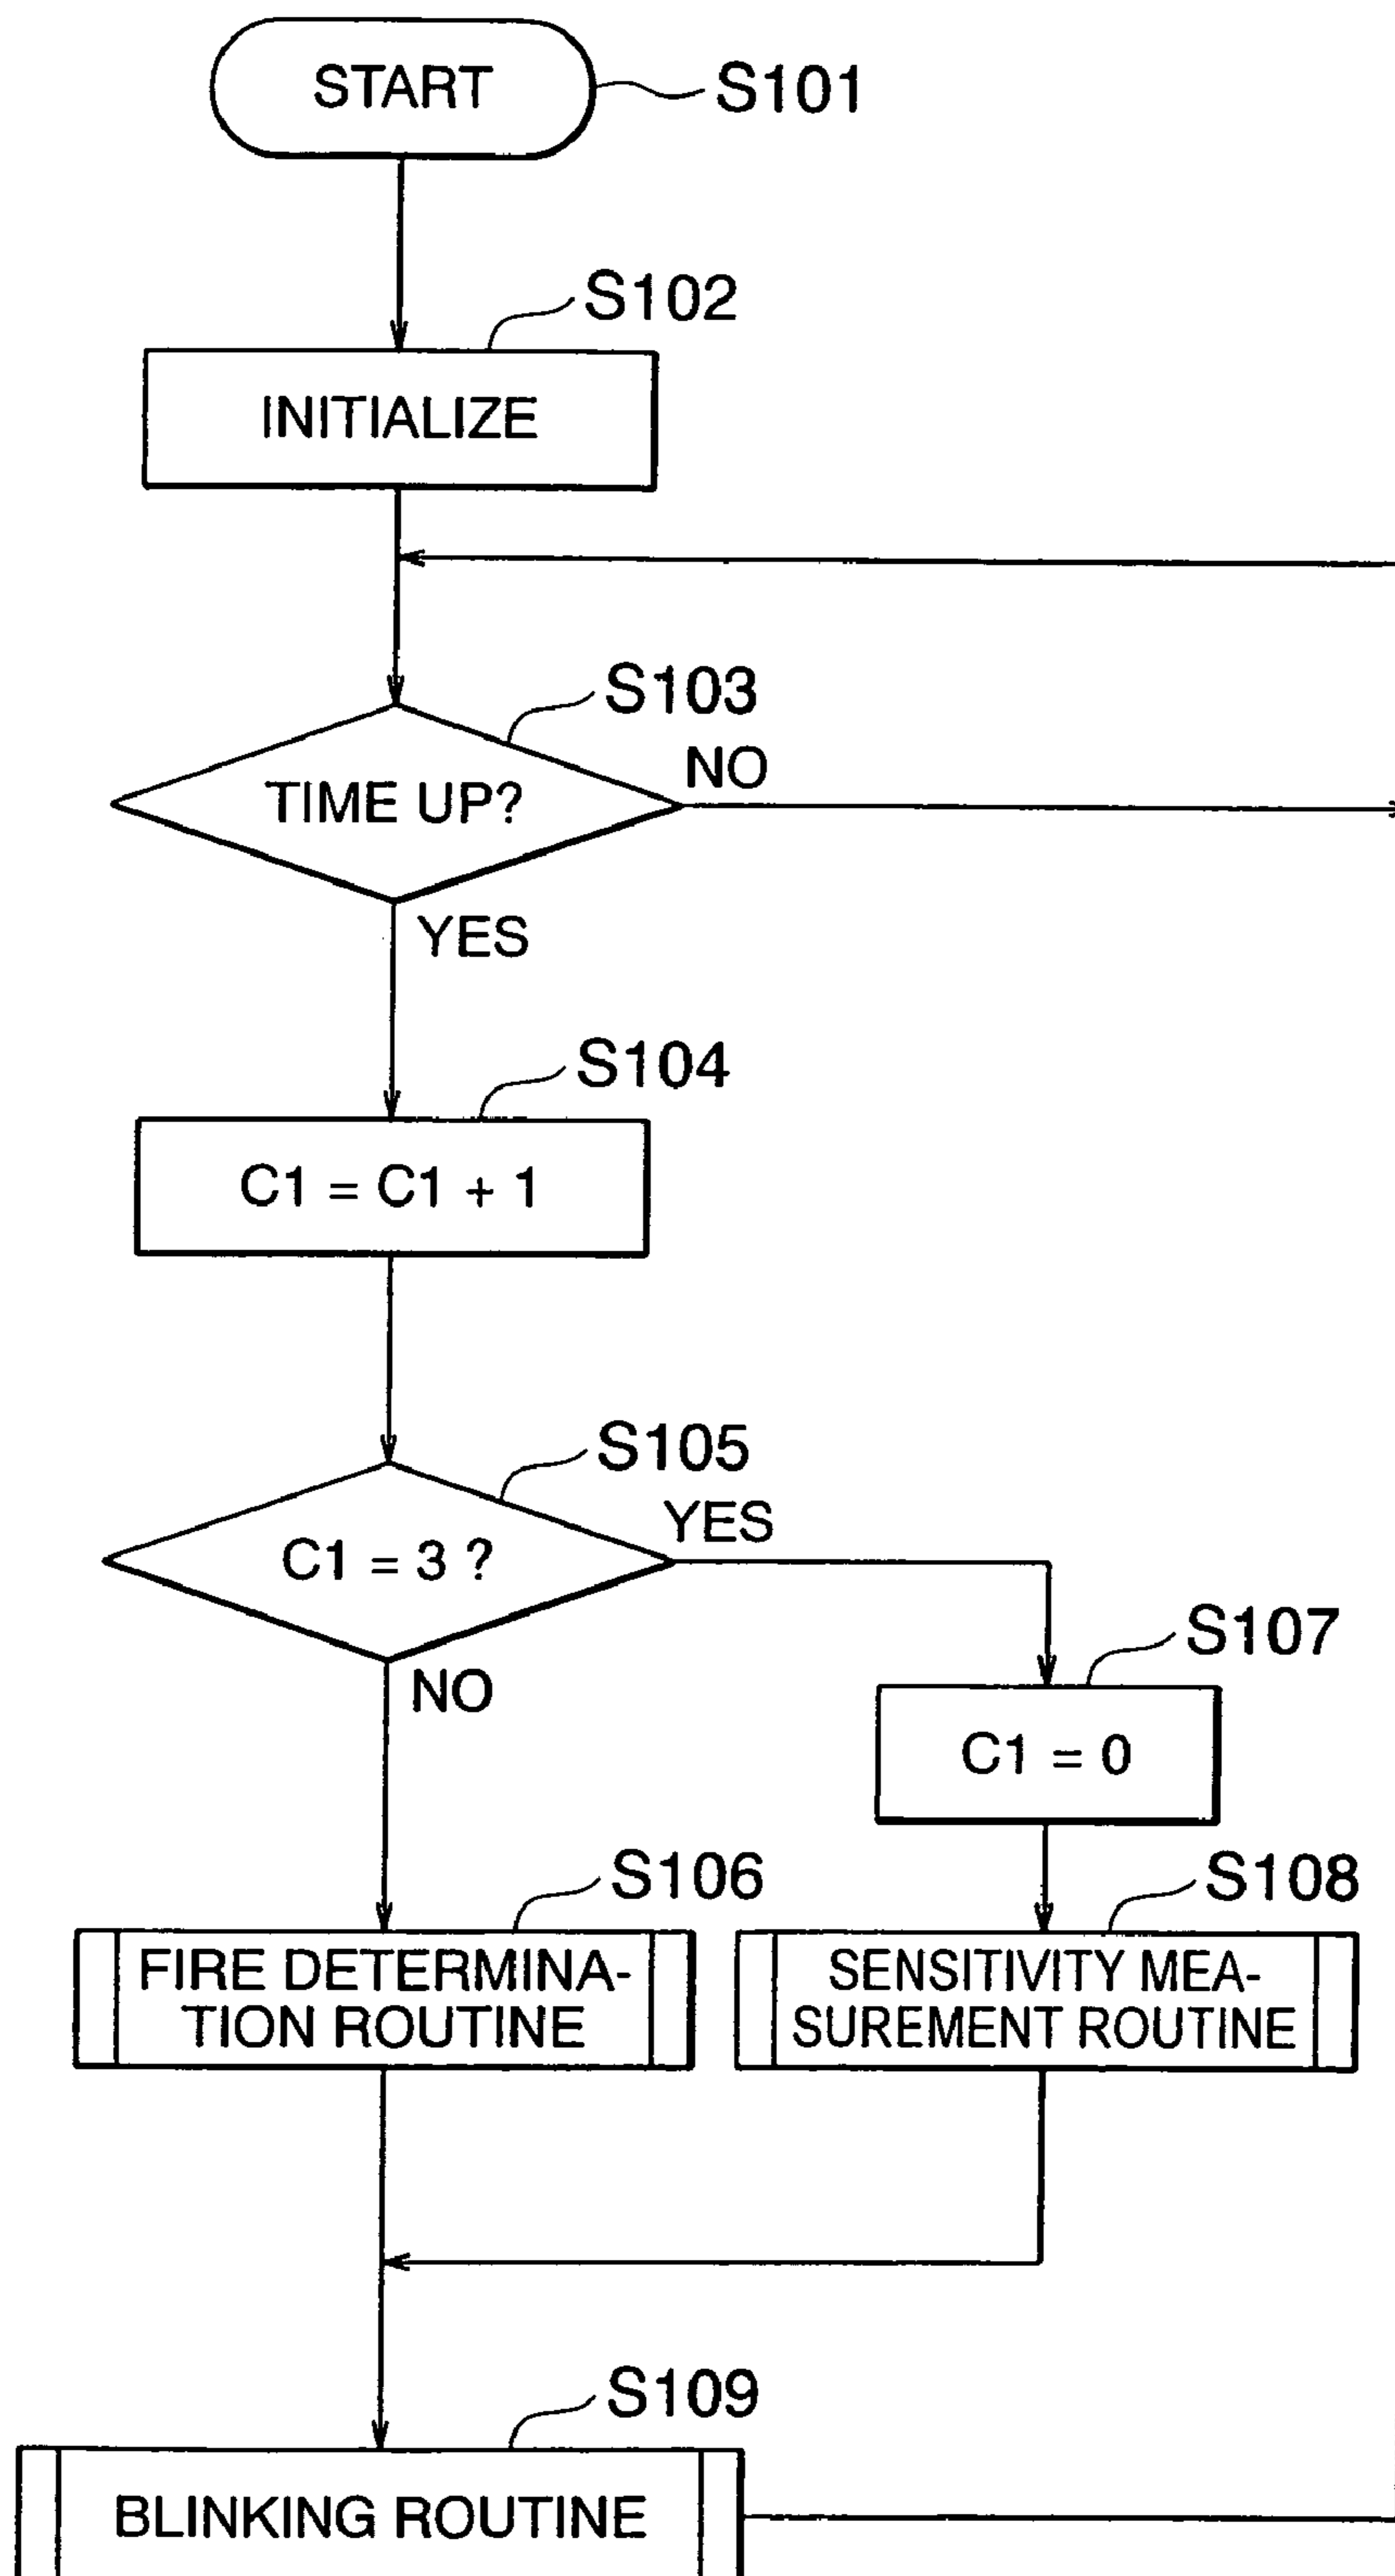 START
S101
S102
INITIALIZE
S103
TIME UP?
NO
YES
S104
C1 = C1 + 1
S105
C1 = 3 ?
YES
NO
S107
C1 = 0
S106
FIRE DETERMINA-
TION ROUTINE
S108
SENSITIVITY MEA-
SUREMENT ROUTINE
S109
BLINKING ROUTINE